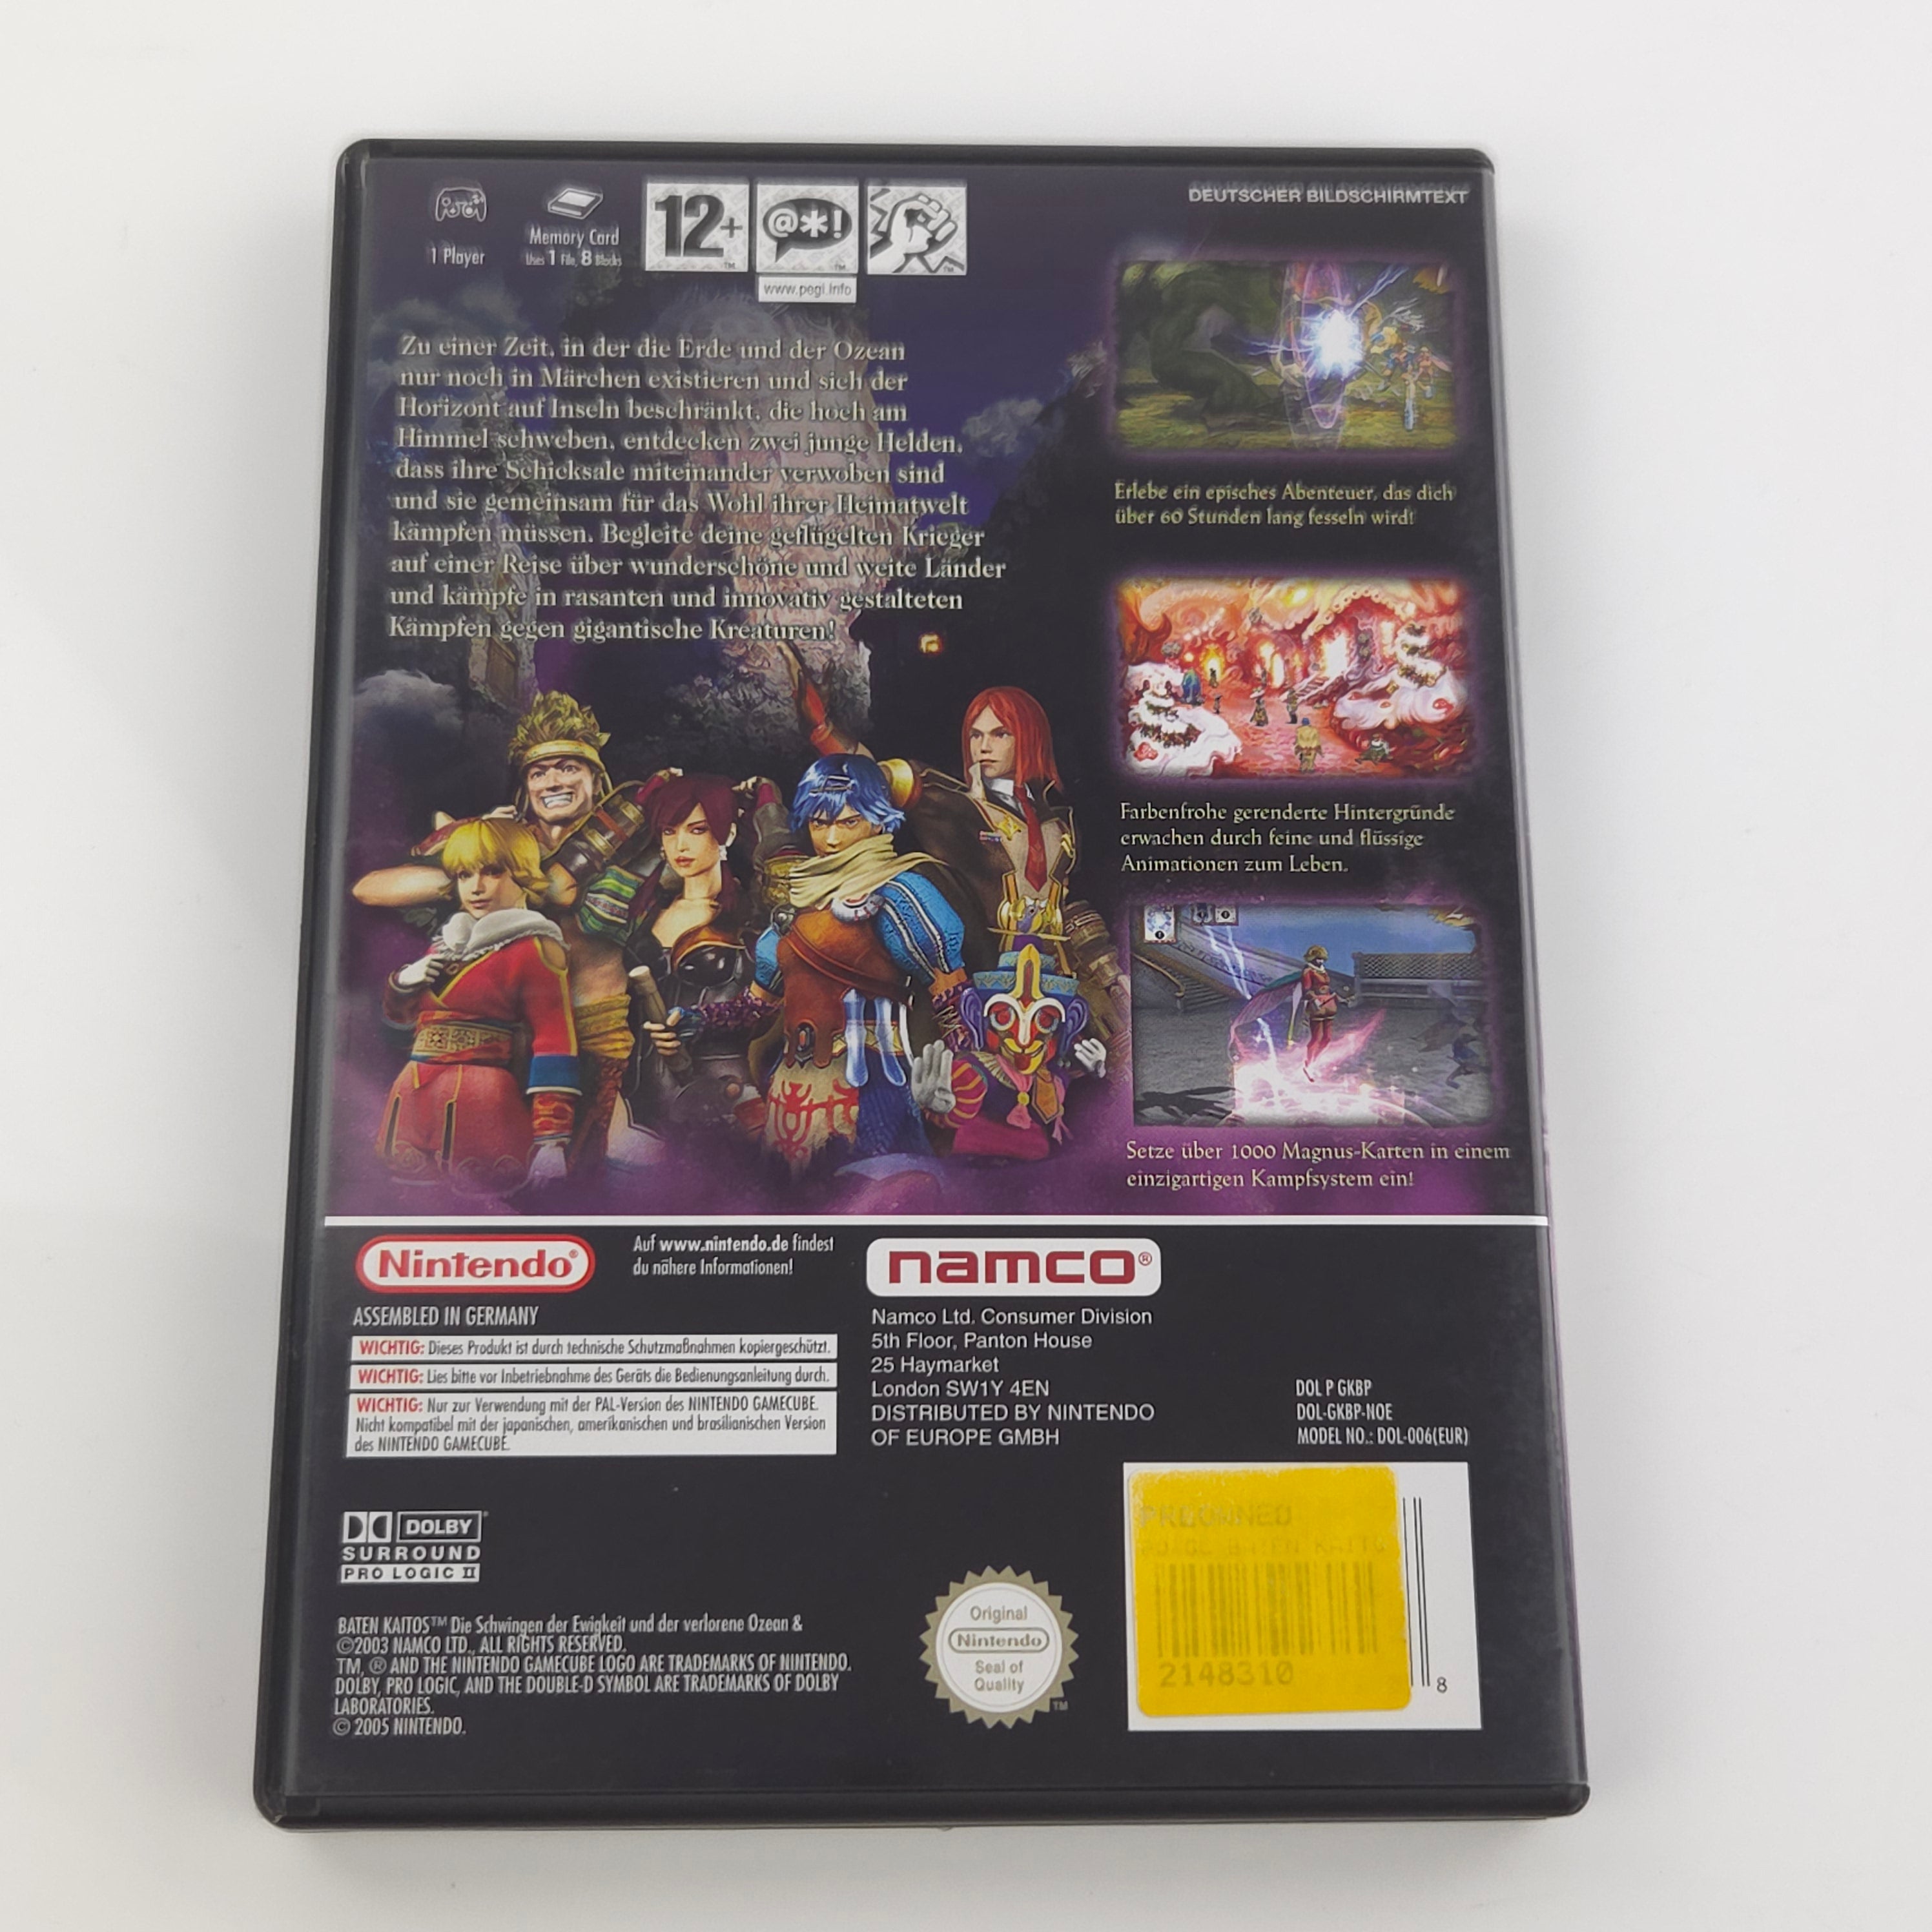 1 Player
Memory Card
Uses 1 File, 8 Blocks
12+
™
@*!
™
™
www.pegi.info
DEUTSCHER BILDSCHIRMTEXT
Zu einer Zeit, in der die Erde und der Ozean
nur noch in Märchen existieren und sich der
Horizont auf Inseln beschränkt, die hoch am
Himmel schweben, entdecken zwei junge Helden,
dass ihre Schicksale miteinander verwoben sind
und sie gemeinsam für das Wohl ihrer Heimatwelt
kämpfen müssen. Begleite deine geflügelten Krieger
auf einer Reise über wunderschöne und weite Länder
und kämpfe in rasanten und innovativ gestalteten
Kämpfen gegen gigantische Kreaturen!
Erlebe ein episches Abenteuer, das dich
über 60 Stunden lang fesseln wird!
Farbenfrohe gerenderte Hintergründe
erwachen durch feine und flüssige
Animationen zum Leben.
Setze über 1000 Magnus-Karten in einem
einzigartigen Kampfsystem ein!
Nintendo®
Auf www.nintendo.de findest
du nähere Informationen!
ASSEMBLED IN GERMANY
WICHTIG: Dieses Produkt ist durch technische Schutzmaßnahmen kopiergeschützt.
WICHTIG: Lies bitte vor Inbetriebnahme des Geräts die Bedienungsanleitung durch.
WICHTIG: Nur zur Verwendung mit der PAL-Version des NINTENDO GAMECUBE.
Nicht kompatibel mit der japanischen, amerikanischen und brasilianischen Version
des NINTENDO GAMECUBE.
namco®
Namco Ltd. Consumer Division
5th Floor, Panton House
25 Haymarket
London SW1Y 4EN
DISTRIBUTED BY NINTENDO
OF EUROPE GMBH
DOL P GKBP
DOL-GKBP-NOE
MODEL NO.: DOL-006(EUR)
DOLBY
SURROUND
PRO LOGIC II
BATEN KAITOS™ Die Schwingen der Ewigkeit und der verlorene Ozean &
©2003 NAMCO LTD., ALL RIGHTS RESERVED.
TM, ® AND THE NINTENDO GAMECUBE LOGO ARE TRADEMARKS OF NINTENDO.
DOLBY, PRO LOGIC, AND THE DOUBLE-D SYMBOL ARE TRADEMARKS OF DOLBY
LABORATORIES.
© 2005 NINTENDO.
Original
Nintendo
Seal of
Quality
TM
PREOWNED
BATEN KAITO
2148310
8